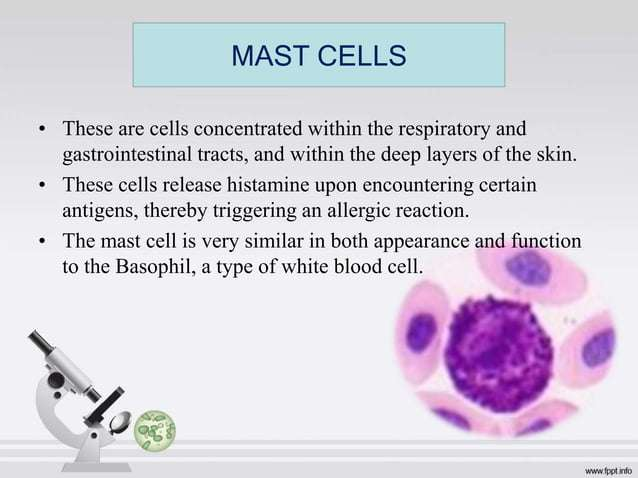 MAST CELLS
• These are cells concentrated within the respiratory and
gastrointestinal tracts, and within the deep layers of the skin.
• These cells release histamine upon encountering certain
antigens, thereby triggering an allergic reaction.
• The mast cell is very similar in both appearance and function
to the Basophil, a type of white blood cell.
www.fppt.info